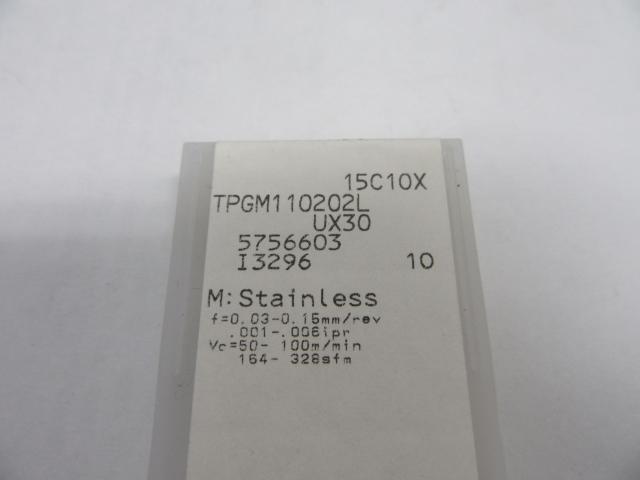 15C10X
TPGM110202L
UX30
5756603
I3296 10
M:Stainless
f=0.03-0.15mm/rev
.001-.006ipr
Vc=50- 100m/min
164- 328sfm